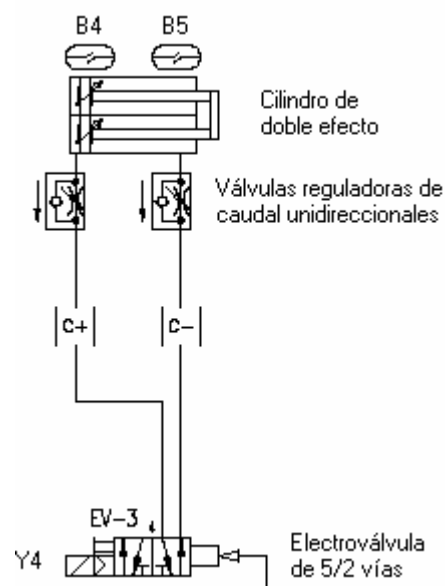 B4 B5
Cilindro de
doble efecto
Válvulas reguladoras de
caudal unidireccionales
C+ C-
EV-3
Y4
Electroválvula
de 5/2 vías